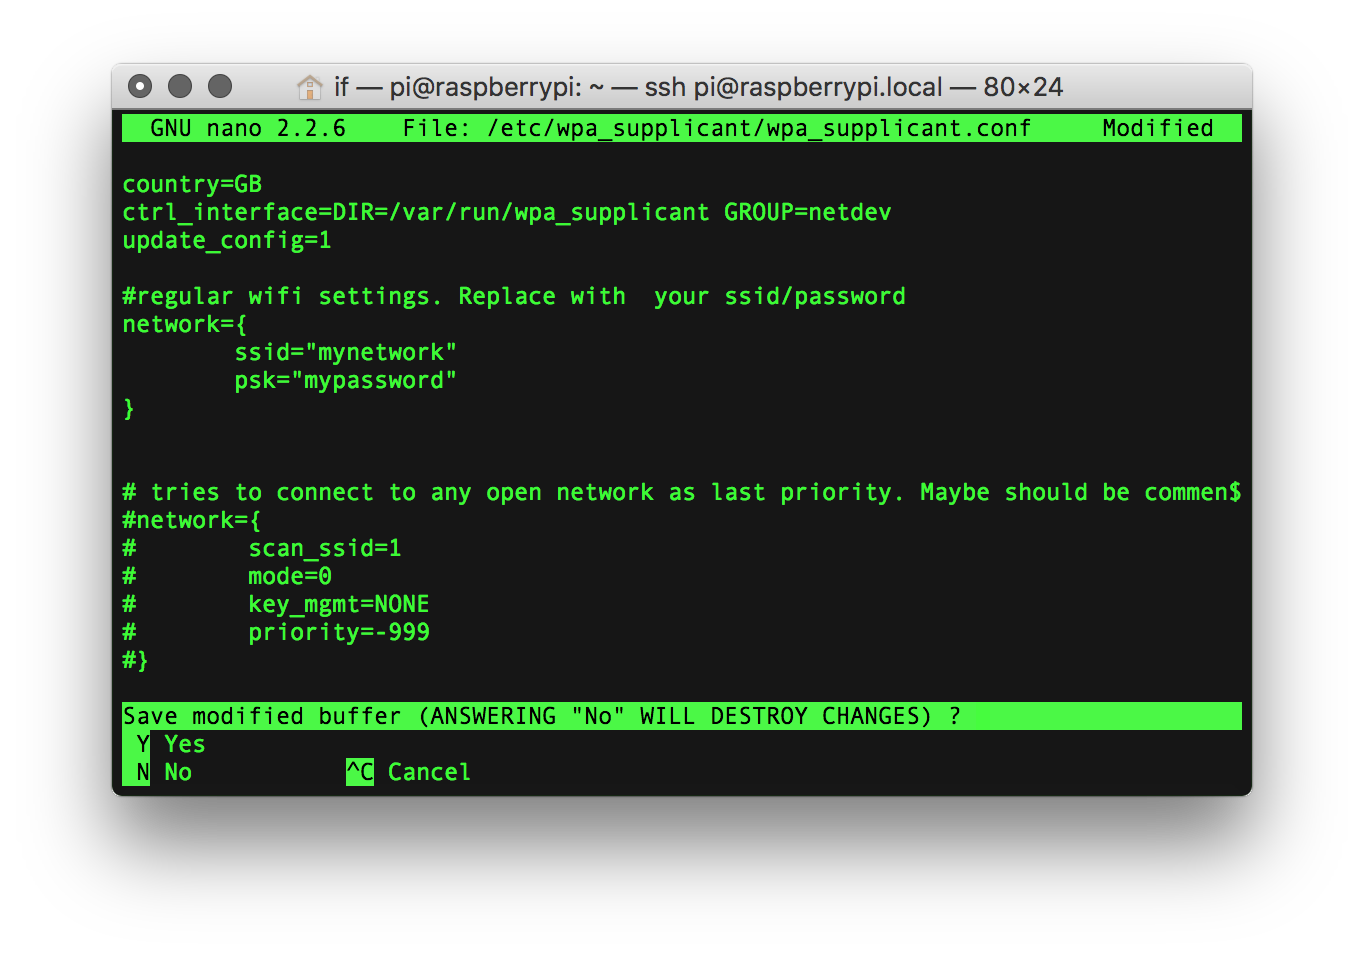 if — pi@raspberrypi: ~ — ssh pi@raspberrypi.local — 80×24
GNU nano 2.2.6    File: /etc/wpa_supplicant/wpa_supplicant.conf    Modified
country=GB
ctrl_interface=DIR=/var/run/wpa_supplicant GROUP=netdev
update_config=1
#regular wifi settings. Replace with  your ssid/password
network={
        ssid="mynetwork"
        psk="mypassword"
}
# tries to connect to any open network as last priority. Maybe should be commen$
#network={
#        scan_ssid=1
#        mode=0
#        key_mgmt=NONE
#        priority=-999
#}
Save modified buffer (ANSWERING "No" WILL DESTROY CHANGES) ?
Y Yes
N No           ^C Cancel